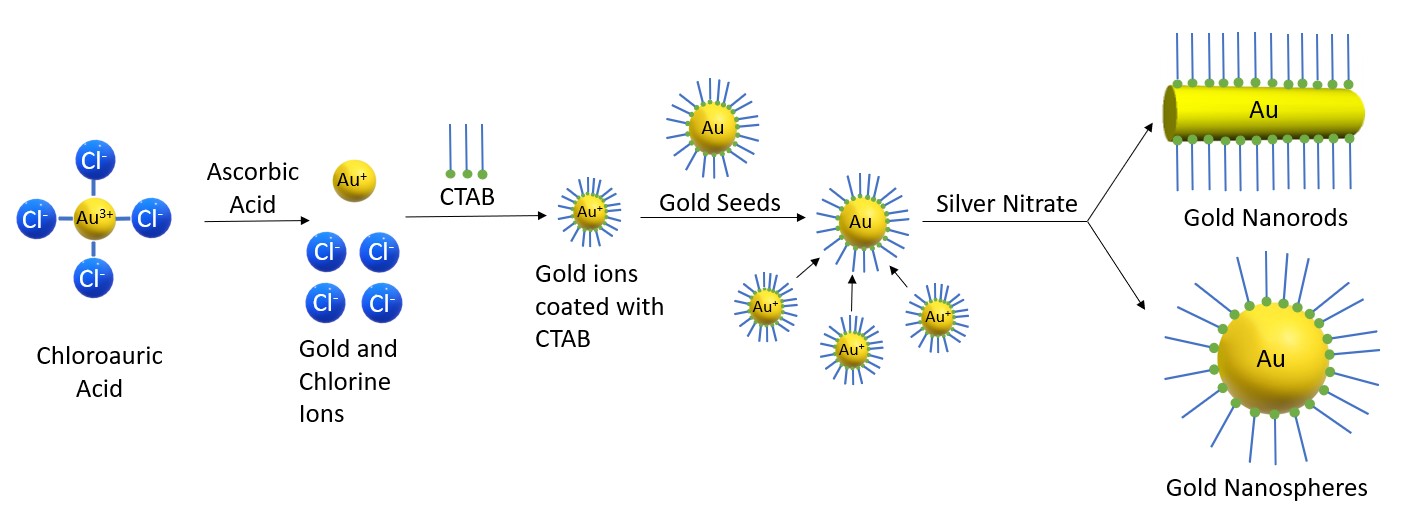 Cl-
Cl-
Au3+
Cl-
Cl-
Chloroauric
Acid
Ascorbic
Acid
Au+
Cl-
Cl-
Cl-
Cl-
Gold and
Chlorine
Ions
CTAB
Au+
Gold ions
coated with
CTAB
Au
Gold Seeds
Au
Au+
Au+
Au+
Silver Nitrate
Au
Gold Nanorods
Au
Gold Nanospheres